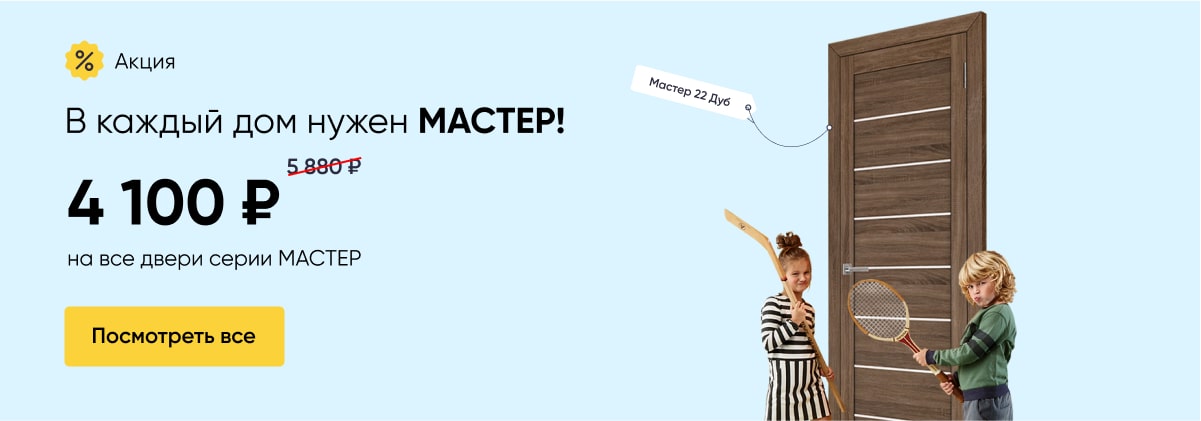 %
Акция
В каждый дом нужен МАСТЕР!
5 880 ₽
4 100 ₽
на все двери серии МАСТЕР
Посмотреть все
Мастер 22 Дуб